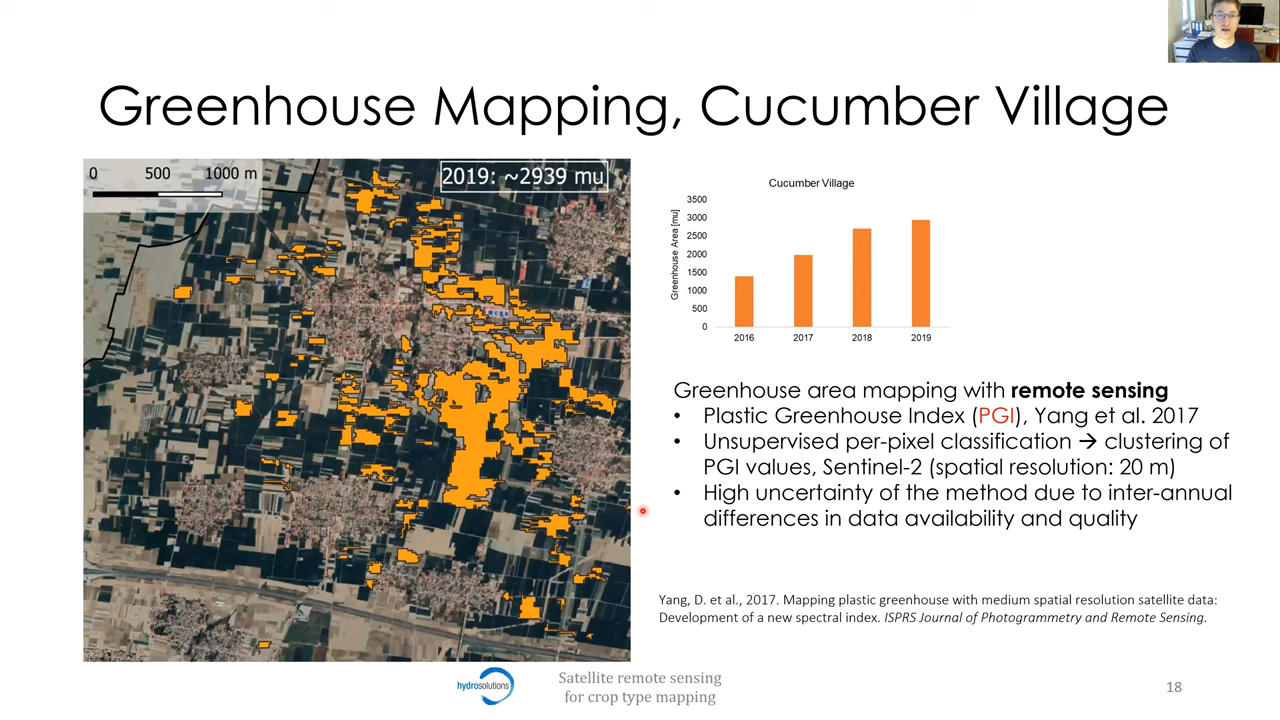 Greenhouse Mapping, Cucumber Village
0 500 1000 m
2019: ~2939 mu
Cucumber Village
Greenhouse Area [mu]
3500
3000
2500
2000
1500
1000
500
0
2016 2017 2018 2019
Greenhouse area mapping with remote sensing
• Plastic Greenhouse Index (PGI), Yang et al. 2017
• Unsupervised per-pixel classification → clustering of
PGI values, Sentinel-2 (spatial resolution: 20 m)
• High uncertainty of the method due to inter-annual
differences in data availability and quality
Yang, D. et al., 2017. Mapping plastic greenhouse with medium spatial resolution satellite data:
Development of a new spectral index. ISPRS Journal of Photogrammetry and Remote Sensing.
hydrosolutions
Satellite remote sensing
for crop type mapping
18